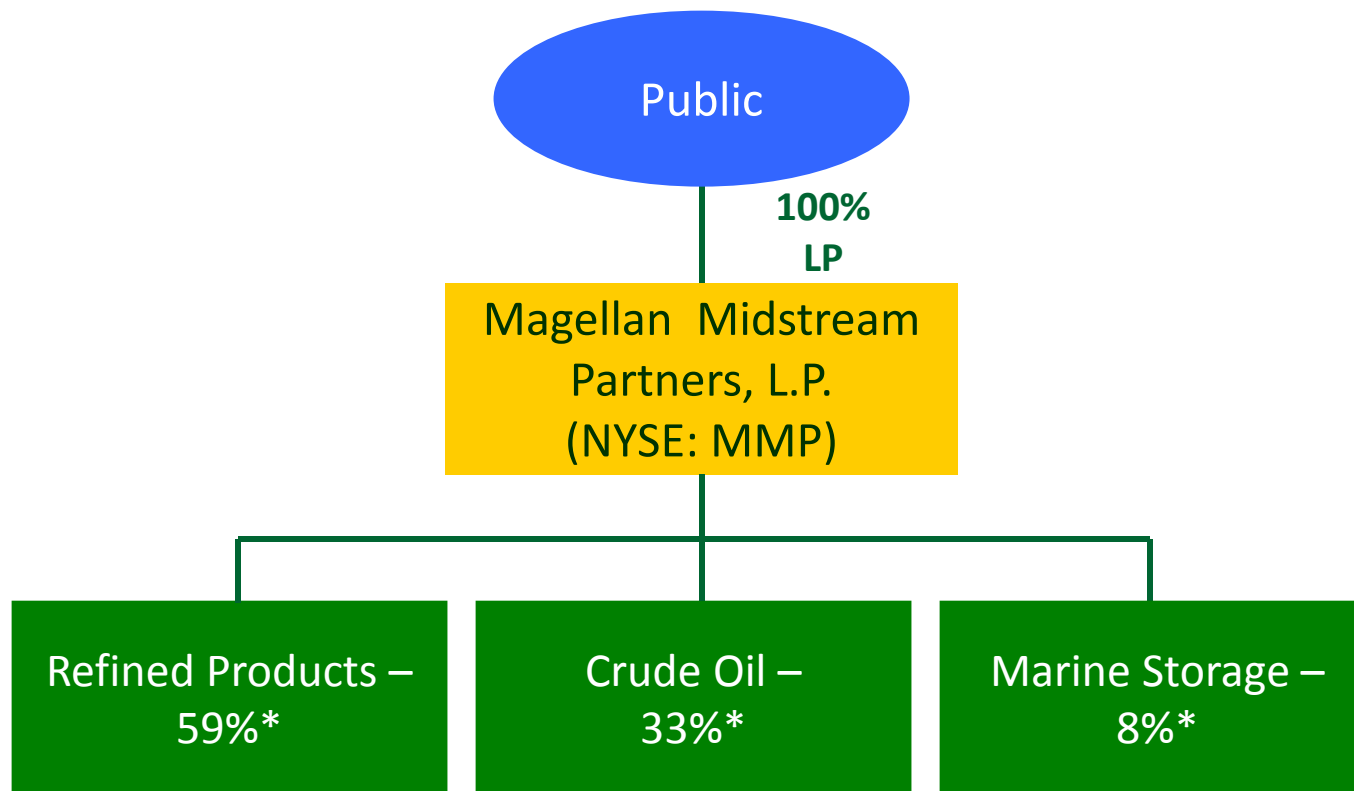 Public
100%
LP
Magellan  Midstream
Partners, L.P.
(NYSE: MMP)
Refined Products –
59%*
Crude Oil –
33%*
Marine Storage –
8%*